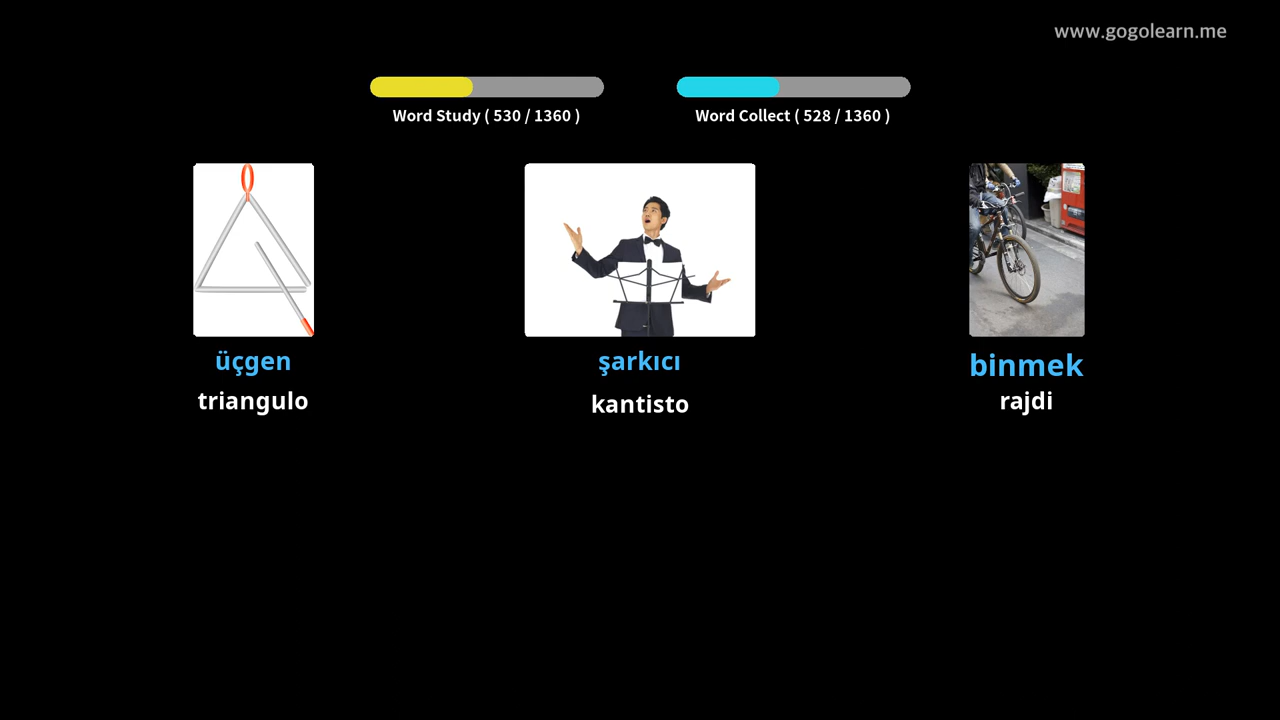 www.gogolearn.me
Word Study ( 530 / 1360 )
Word Collect ( 528 / 1360 )
üçgen
triangulo
şarkıcı
kantisto
binmek
rajdi